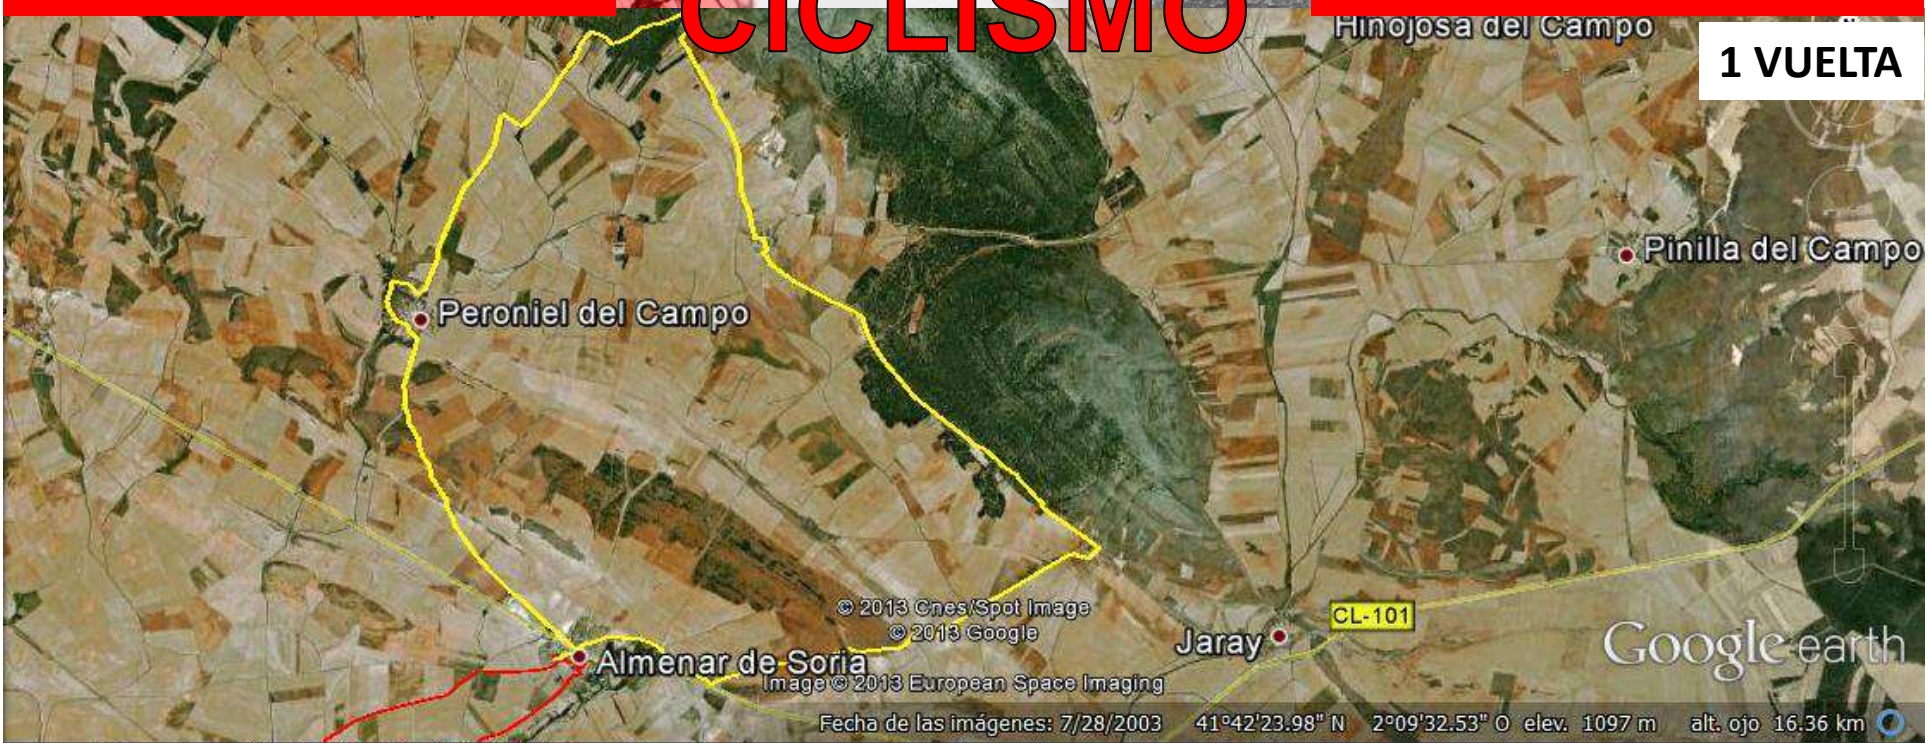 CICLISMO
Hinojosa del Campo
N
1 VUELTA
Pinilla del Campo
Peroniel del Campo
© 2013 Cnes/Spot Image
© 2013 Google
CL-101
Jaray
Google earth
Almenar de Soria
Image © 2013 European Space Imaging
Fecha de las imágenes: 7/28/2003 41°42'23.98" N 2°09'32.53" O elev. 1097 m alt. ojo 16.36 km